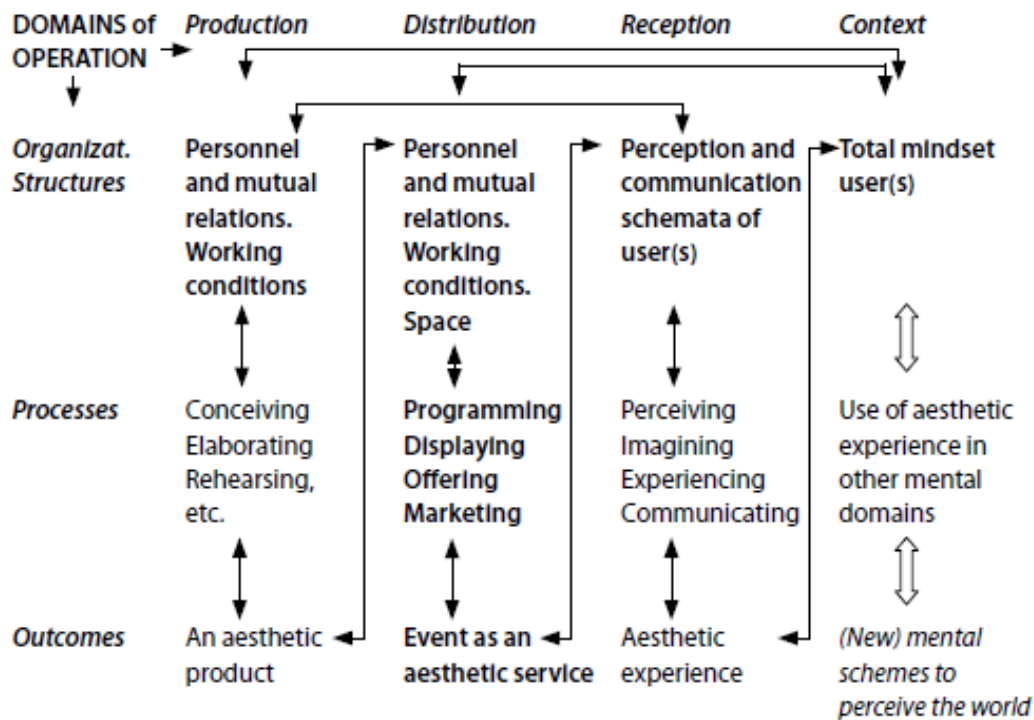 DOMAINS of OPERATION
Production
Distribution
Reception
Context
Organizat.
Structures
Personnel
and mutual
relations.
Working
conditions
Personnel
and mutual
relations.
Working
conditions.
Space
Perception and
communication
schemata of
user(s)
Total mindset
user(s)
Processes
Conceiving
Elaborating
Rehearsing,
etc.
Programming
Displaying
Offering
Marketing
Perceiving
Imagining
Experiencing
Communicating
Use of aesthetic
experience in
other mental
domains
Outcomes
An aesthetic
product
Event as an
aesthetic service
Aesthetic
experience
(New) mental
schemes to
perceive the world